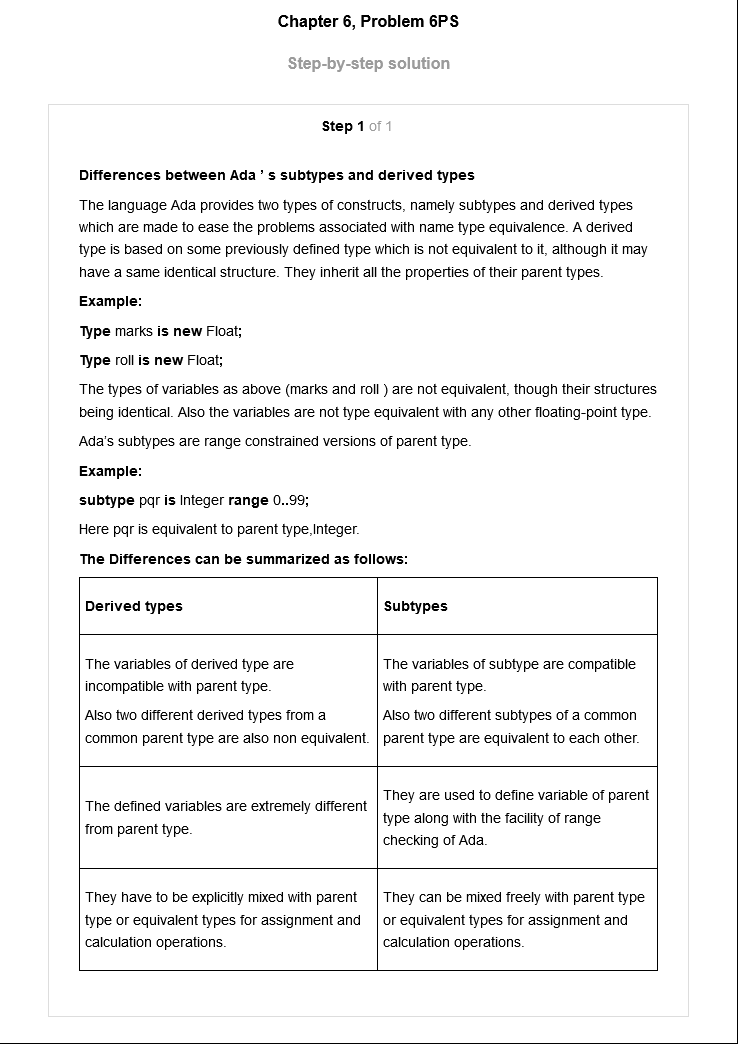 Chapter 6, Problem 6PS
Step-by-step solution
Step 1 of 1
Differences between Ada ’ s subtypes and derived types
The language Ada provides two types of constructs, namely subtypes and derived types
which are made to ease the problems associated with name type equivalence. A derived
type is based on some previously defined type which is not equivalent to it, although it may
have a same identical structure. They inherit all the properties of their parent types.
Example:
Type marks is new Float;
Type roll is new Float;
The types of variables as above (marks and roll ) are not equivalent, though their structures
being identical. Also the variables are not type equivalent with any other floating-point type.
Ada’s subtypes are range constrained versions of parent type.
Example:
subtype pqr is Integer range 0..99;
Here pqr is equivalent to parent type,Integer.
The Differences can be summarized as follows:
Derived types
Subtypes
The variables of derived type are
incompatible with parent type.
Also two different derived types from a
common parent type are also non equivalent.
The variables of subtype are compatible
with parent type.
Also two different subtypes of a common
parent type are equivalent to each other.
The defined variables are extremely different
from parent type.
They are used to define variable of parent
type along with the facility of range
checking of Ada.
They have to be explicitly mixed with parent
type or equivalent types for assignment and
calculation operations.
They can be mixed freely with parent type
or equivalent types for assignment and
calculation operations.